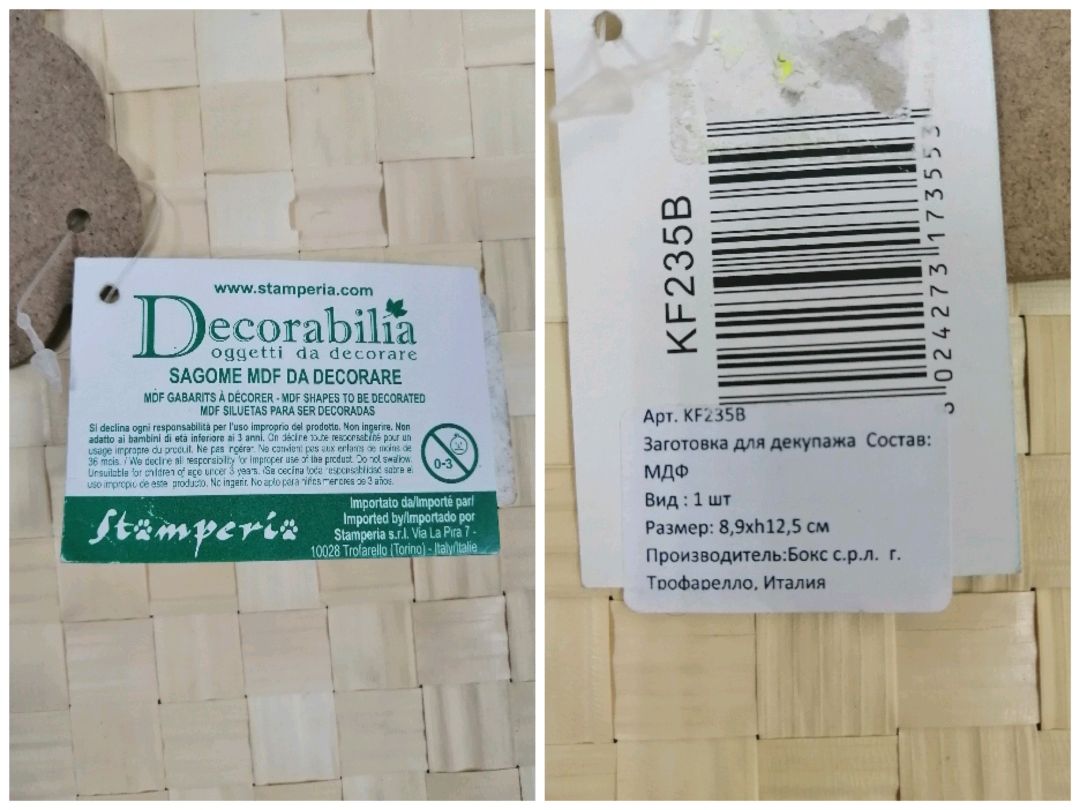 www.stamperia.com
Decorabilia
oggetti da decorare
SAGOME MDF DA DECORARE
MDF GABARITS À DÉCORER - MDF SHAPES TO BE DECORATED
MDF SILUETAS PARA SER DECORADAS
Si declina ogni responsabilità per l'uso improprio del prodotto. Non ingerire. Non
adatto ai bambini di età inferiore ai 3 anni. On décline toute responsabilité pour un
usage impropre du produit. Ne pas ingérer. Ne convient pas aux enfants de moins de
36 mois. / We decline all responsibility for improper use of the product. Do not swallow.
Unsuitable for children of age under 3 years. /Se declina toda responsabilidad sobre el
uso impropio de este producto. No ingerir. No apto para niños menores de 3 años.
0-3
Stamperia
Importato da/Importé par/
Imported by/Importado por
Stamperia s.r.l. Via La Pira 7 -
10028 Trofarello (Torino) - Italy/Italie
KF235B
5024273173553
Арт. KF235B
Заготовка для декупажа Состав:
МДФ
Вид : 1 шт
Размер: 8,9xh12,5 см
Производитель:Бокс с.р.л. г.
Трофарелло, Италия